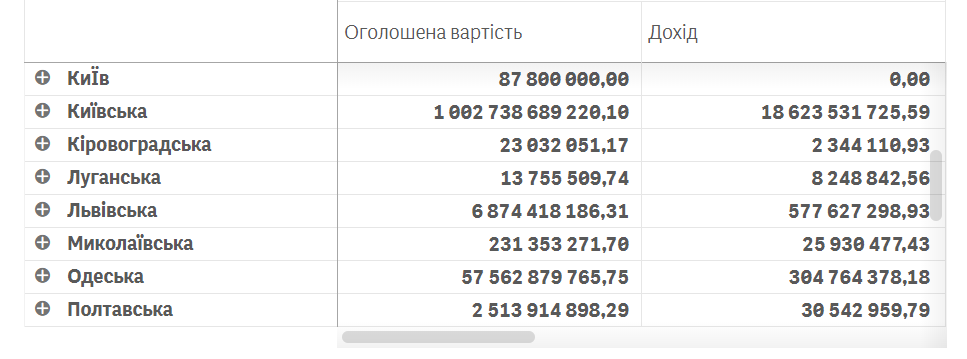 Оголошена вартість Дохід
КиЇв 87 800 000,00 0,00
Київська 1 002 738 689 220,10 18 623 531 725,59
Кіровоградська 23 032 051,17 2 344 110,93
Луганська 13 755 509,74 8 248 842,56
Львівська 6 874 418 186,31 577 627 298,93
Миколаївська 231 353 271,70 25 930 477,43
Одеська 57 562 879 765,75 304 764 378,18
Полтавська 2 513 914 898,29 30 542 959,79